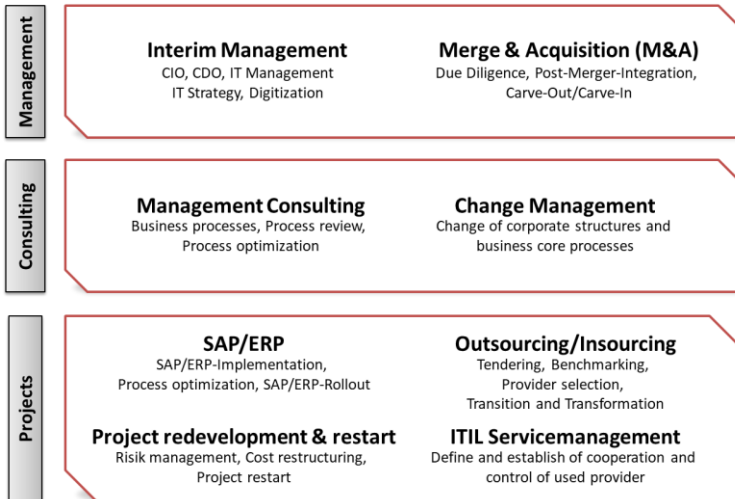 Management
Interim Management
CIO, CDO, IT Management
IT Strategy, Digitization
Merge & Acquisition (M&A)
Due Diligence, Post-Merger-Integration,
Carve-Out/Carve-In
Consulting
Management Consulting
Business processes, Process review,
Process optimization
Change Management
Change of corporate structures and
business core processes
Projects
SAP/ERP
SAP/ERP-Implementation,
Process optimization, SAP/ERP-Rollout
Outsourcing/Insourcing
Tendering, Benchmarking,
Provider selection,
Transition and Transformation
Project redevelopment & restart
Risik management, Cost restructuring,
Project restart
ITIL Servicemanagement
Define and establish of cooperation and
control of used provider